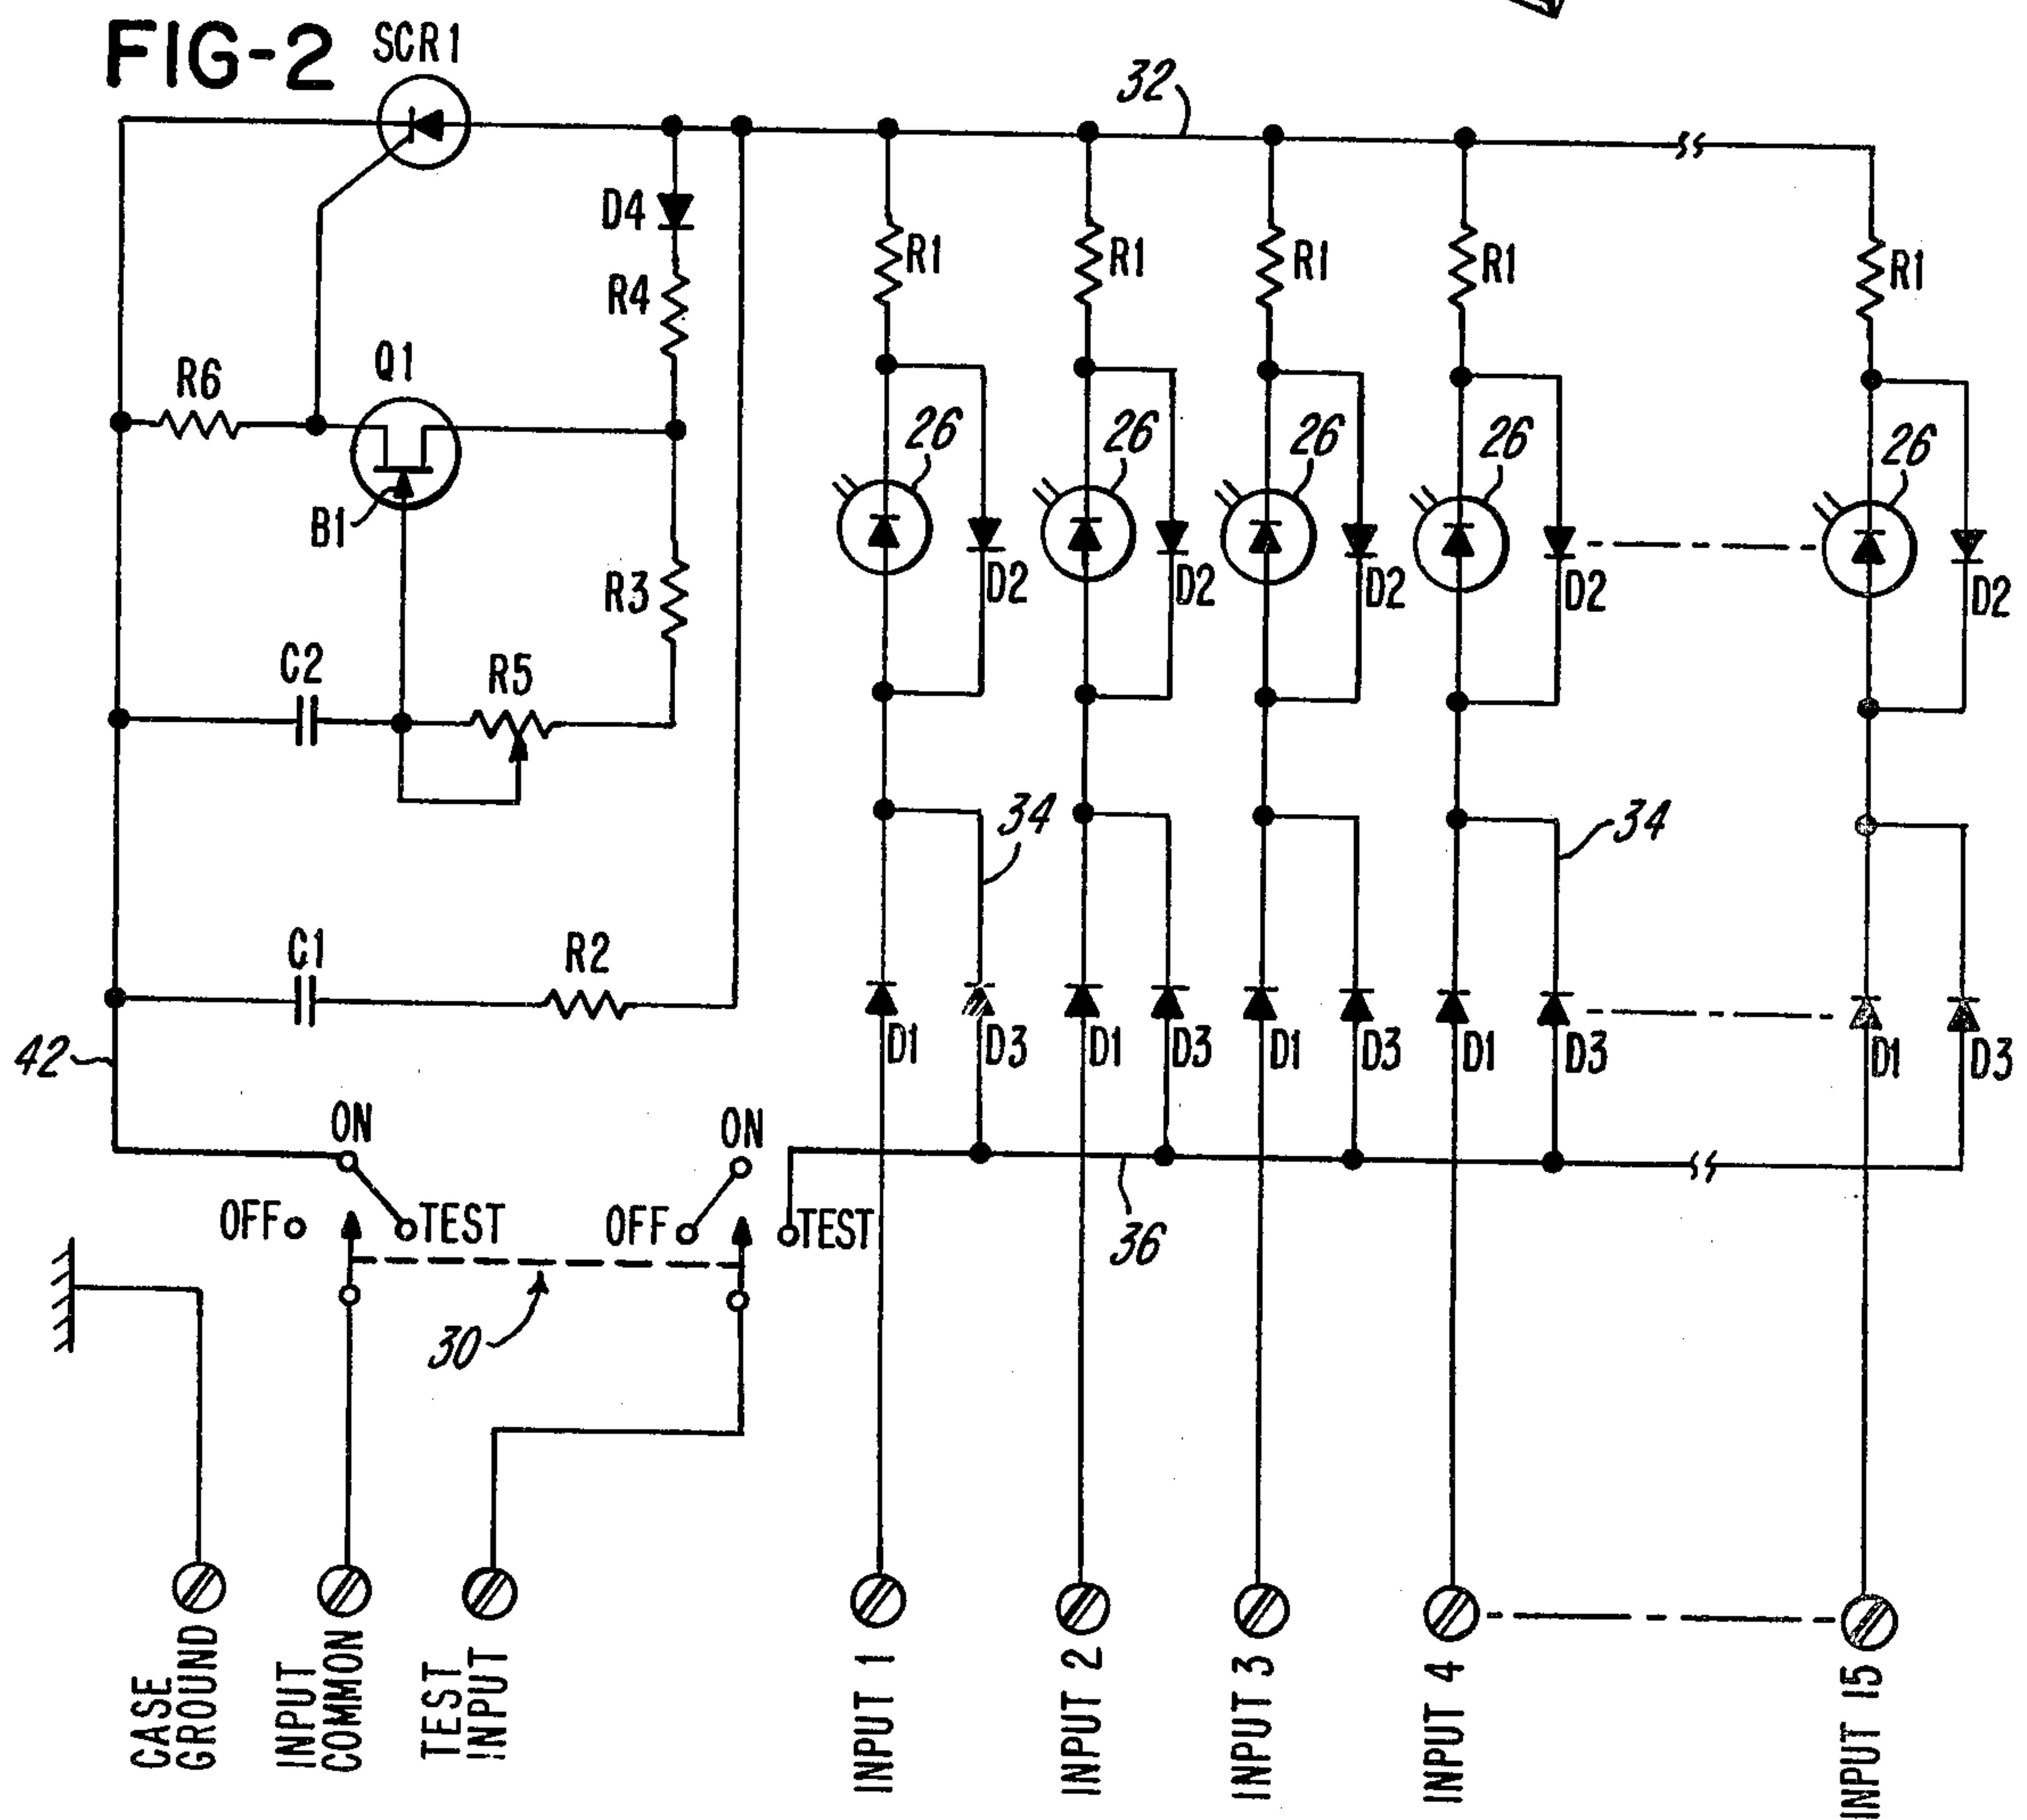 FIG-2
SCR1
32
D4
R1 R1 R1 R1 R1
R4
Q1
R6
26 26 26 26 26
B1
D2 D2 D2 D2 D2
R3
C2
R5
34 34
C1
R2
D1 D3 D1 D3 D1 D3 D1 D3 D1 D3
42
ON ON
OFF TEST OFF TEST
36
30
CASE
GROUND
INPUT
COMMON
TEST
INPUT
INPUT 1
INPUT 2
INPUT 3
INPUT 4
INPUT 15